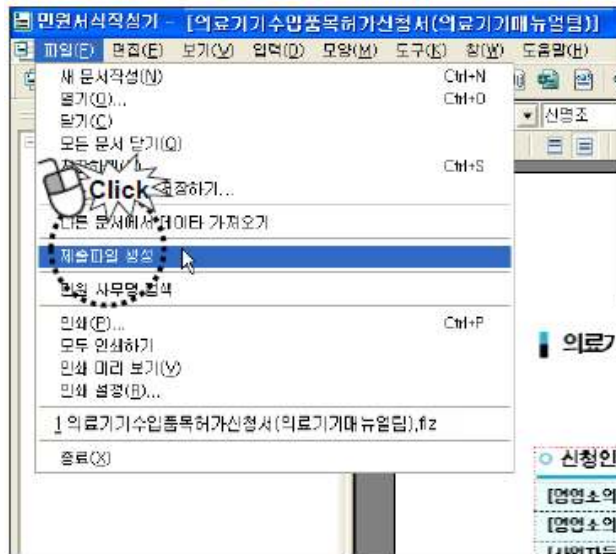 민원서식작성기 - [의료기기수입품목허가신청서(의료기기매뉴얼팀)]
파일(F) 편집(E) 보기(V) 입력(D) 모양(M) 도구(K) 창(W) 도움말(H)
새 문서작성(N) Ctrl+N
열기(O)... Ctrl+O
닫기(C)
모든 문서 닫기(Q)
신명조
Ctrl+S
저장하기...
Click
다른 문서에서 데이타 가져오기
제출파일 생성
민원 사무명 검색
인쇄(P)... Ctrl+P
모두 인쇄하기
인쇄 미리 보기(V)
인쇄 설정(R)...
의료기
1 의료기기수입품목허가신청서(의료기기매뉴얼팀).flz
종료(X)
신청인
[영업소의
[영업소의